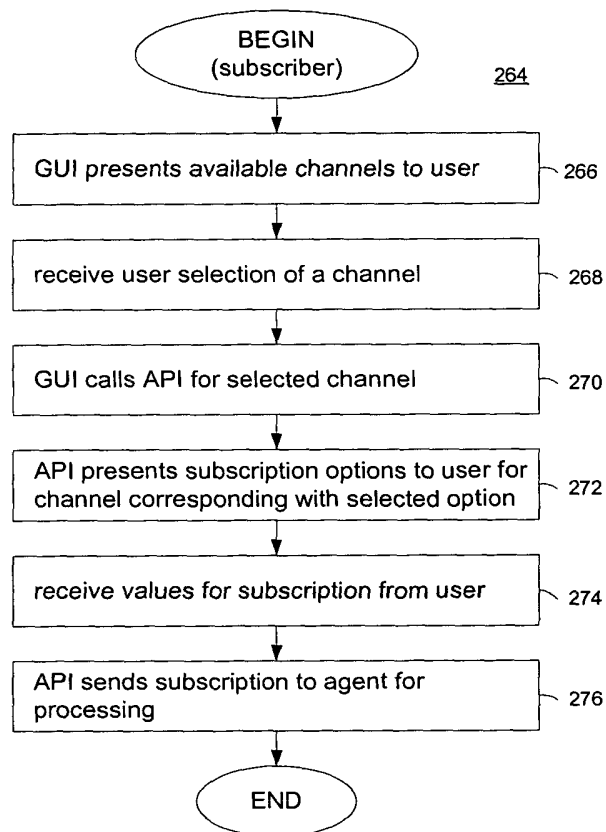 BEGIN
(subscriber)
264
GUI presents available channels to user
266
receive user selection of a channel
268
GUI calls API for selected channel
270
API presents subscription options to user for
channel corresponding with selected option
272
receive values for subscription from user
274
API sends subscription to agent for
processing
276
END